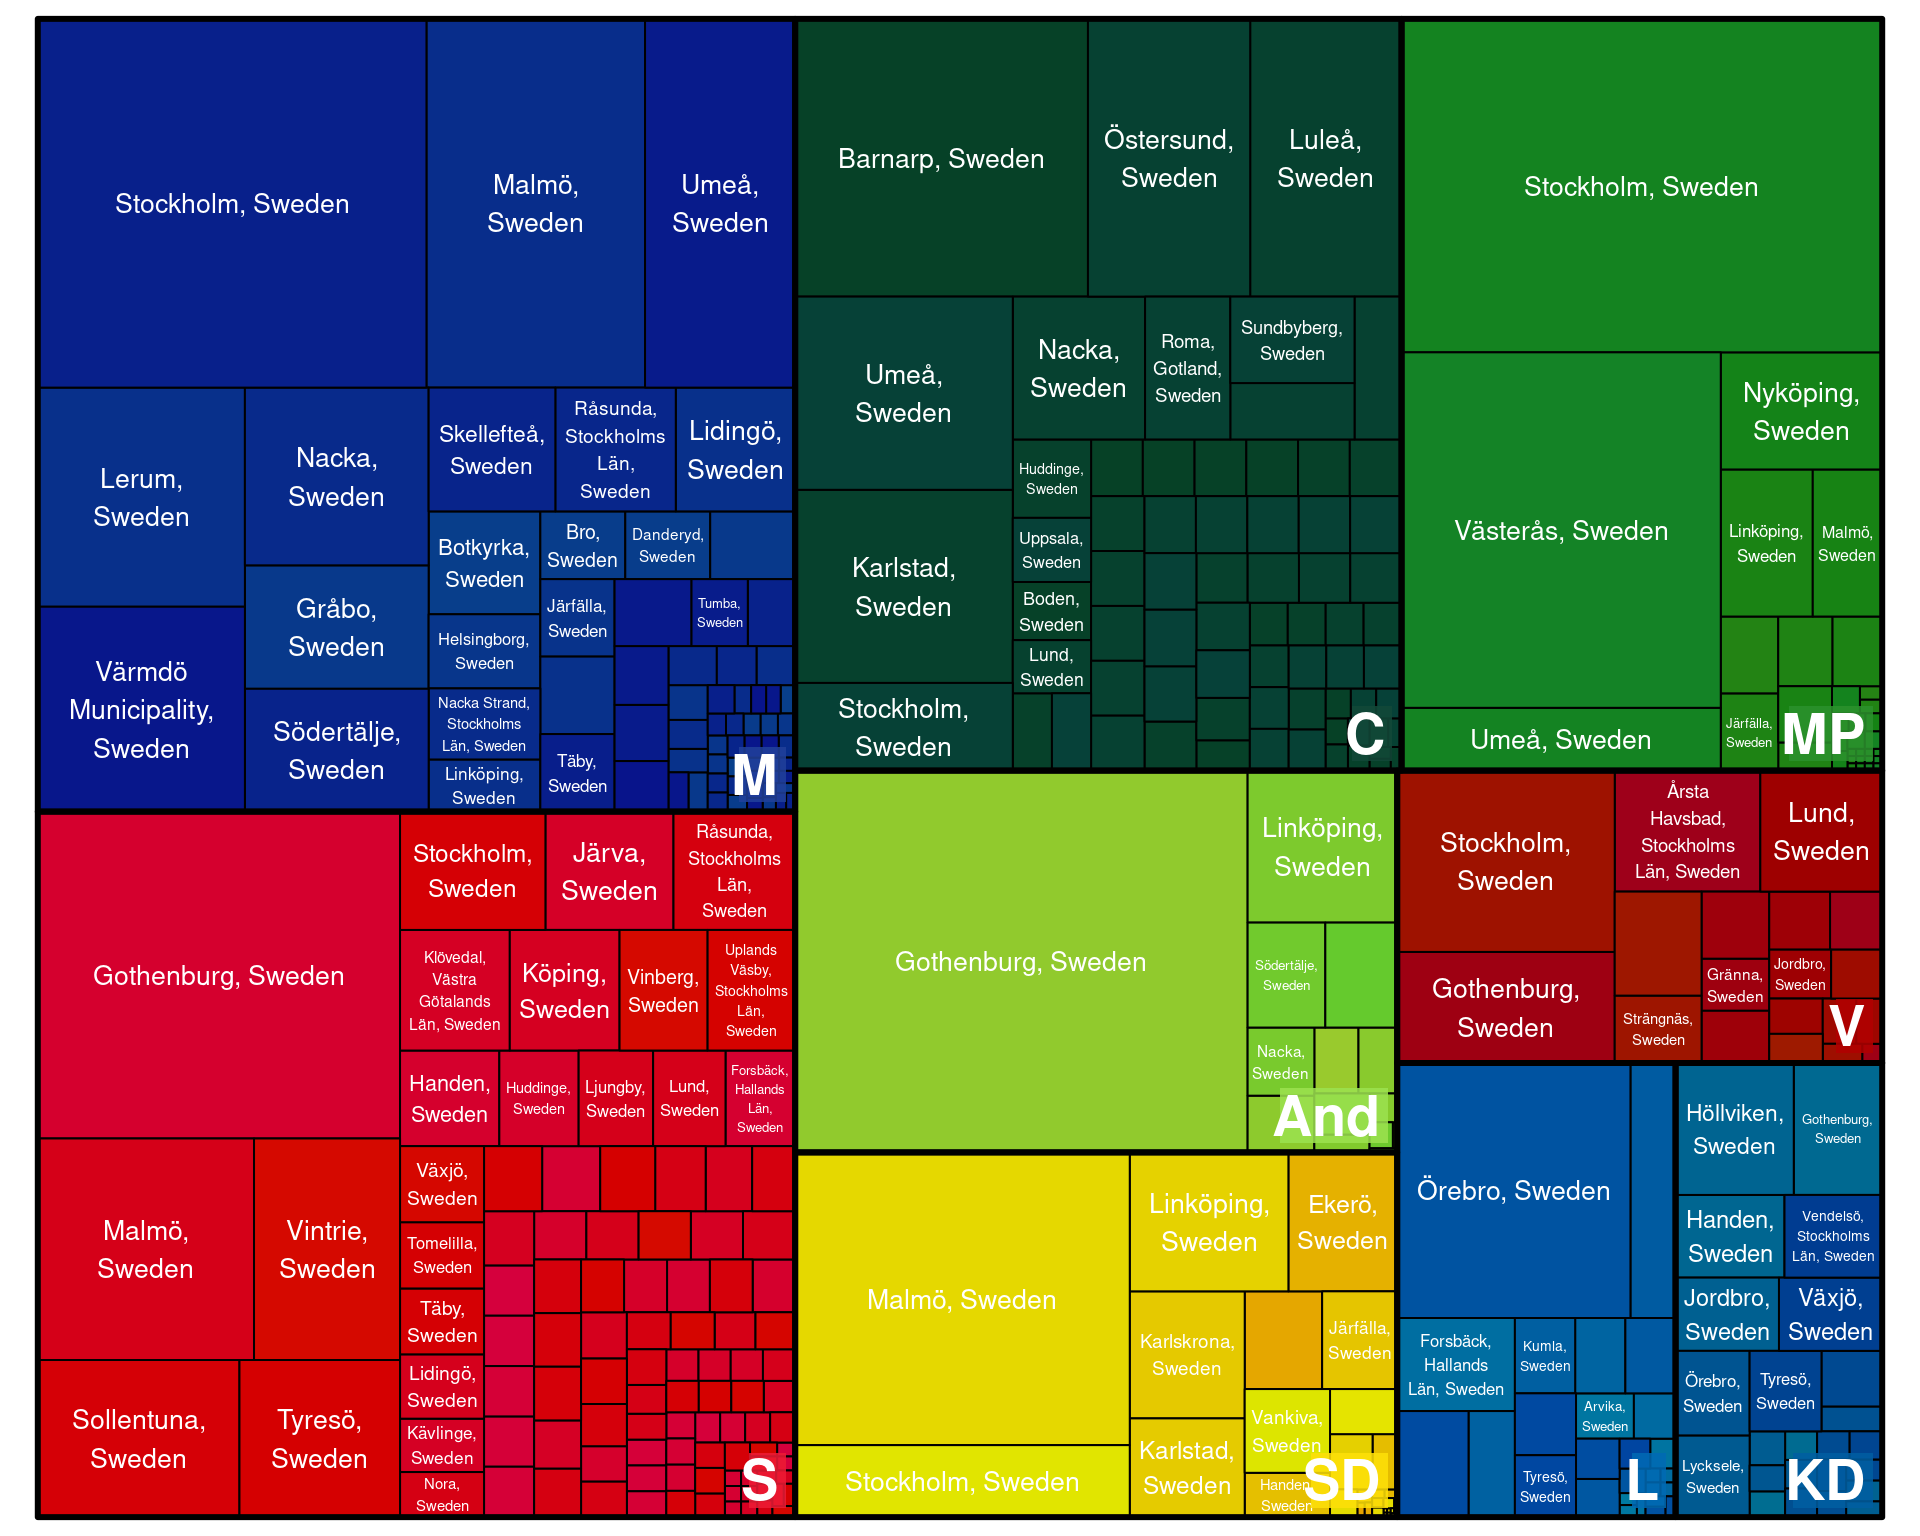 Stockholm, Sweden
Malmö,
Sweden
Umeå,
Sweden
Lerum,
Sweden
Nacka,
Sweden
Skellefteå,
Sweden
Råsunda,
Stockholms
Län,
Sweden
Lidingö,
Sweden
Gråbo,
Sweden
Botkyrka,
Sweden
Bro,
Sweden
Danderyd,
Sweden
Värmdö
Municipality,
Sweden
Södertälje,
Sweden
Helsingborg,
Sweden
Järfälla,
Sweden
Tumba,
Sweden
Nacka Strand,
Stockholms
Län, Sweden
Linköping,
Sweden
Täby,
Sweden
M
Barnarp, Sweden
Östersund,
Sweden
Luleå,
Sweden
Umeå,
Sweden
Nacka,
Sweden
Roma,
Gotland,
Sweden
Sundbyberg,
Sweden
Karlstad,
Sweden
Huddinge,
Sweden
Uppsala,
Sweden
Boden,
Sweden
Lund,
Sweden
Stockholm,
Sweden
C
Stockholm, Sweden
Västerås, Sweden
Nyköping,
Sweden
Linköping,
Sweden
Malmö,
Sweden
Umeå, Sweden
Järfälla,
Sweden
MP
Gothenburg, Sweden
Stockholm,
Sweden
Järva,
Sweden
Råsunda,
Stockholms
Län,
Sweden
Klövedal,
Västra
Götalands
Län, Sweden
Köping,
Sweden
Vinberg,
Sweden
Uplands
Väsby,
Stockholms
Län,
Sweden
Handen,
Sweden
Huddinge,
Sweden
Ljungby,
Sweden
Lund,
Sweden
Forsbäck,
Hallands
Län,
Sweden
Malmö,
Sweden
Vintrie,
Sweden
Växjö,
Sweden
Tomelilla,
Sweden
Täby,
Sweden
Lidingö,
Sweden
Kävlinge,
Sweden
Nora,
Sweden
Sollentuna,
Sweden
Tyresö,
Sweden
S
Gothenburg, Sweden
Linköping,
Sweden
Södertälje,
Sweden
Nacka,
Sweden
And
Malmö, Sweden
Linköping,
Sweden
Ekerö,
Sweden
Karlskrona,
Sweden
Järfälla,
Sweden
Vankiva,
Sweden
Stockholm, Sweden
Karlstad,
Sweden
Handen,
Sweden
SD
Stockholm,
Sweden
Årsta
Havsbad,
Stockholms
Län, Sweden
Lund,
Sweden
Gothenburg,
Sweden
Strängnäs,
Sweden
Gränna,
Sweden
Jordbro,
Sweden
V
Örebro, Sweden
Forsbäck,
Hallands
Län, Sweden
Kumla,
Sweden
Arvika,
Sweden
Tyresö,
Sweden
L
Höllviken,
Sweden
Gothenburg,
Sweden
Handen,
Sweden
Vendelsö,
Stockholms
Län, Sweden
Jordbro,
Sweden
Växjö,
Sweden
Örebro,
Sweden
Tyresö,
Sweden
Lycksele,
Sweden
KD